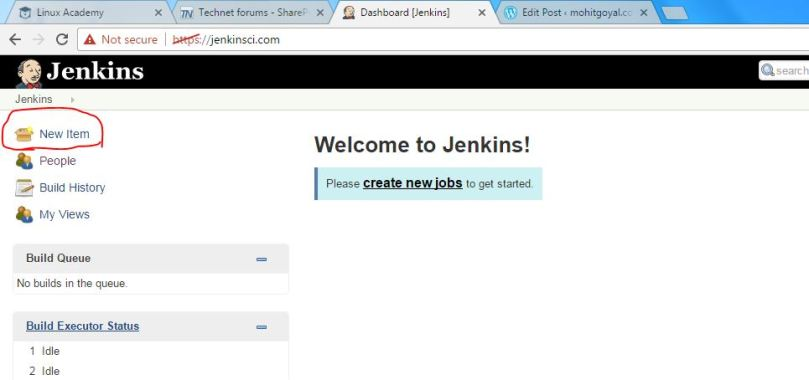 Linux Academy
Technet forums - ShareP
Dashboard [Jenkins]
Edit Post ‹ mohitgoyal.co
Not secure
https://jenkinsci.com
Jenkins
search
Jenkins
New Item
People
Build History
My Views
Welcome to Jenkins!
Please create new jobs to get started.
Build Queue
No builds in the queue.
Build Executor Status
1 Idle
2 Idle